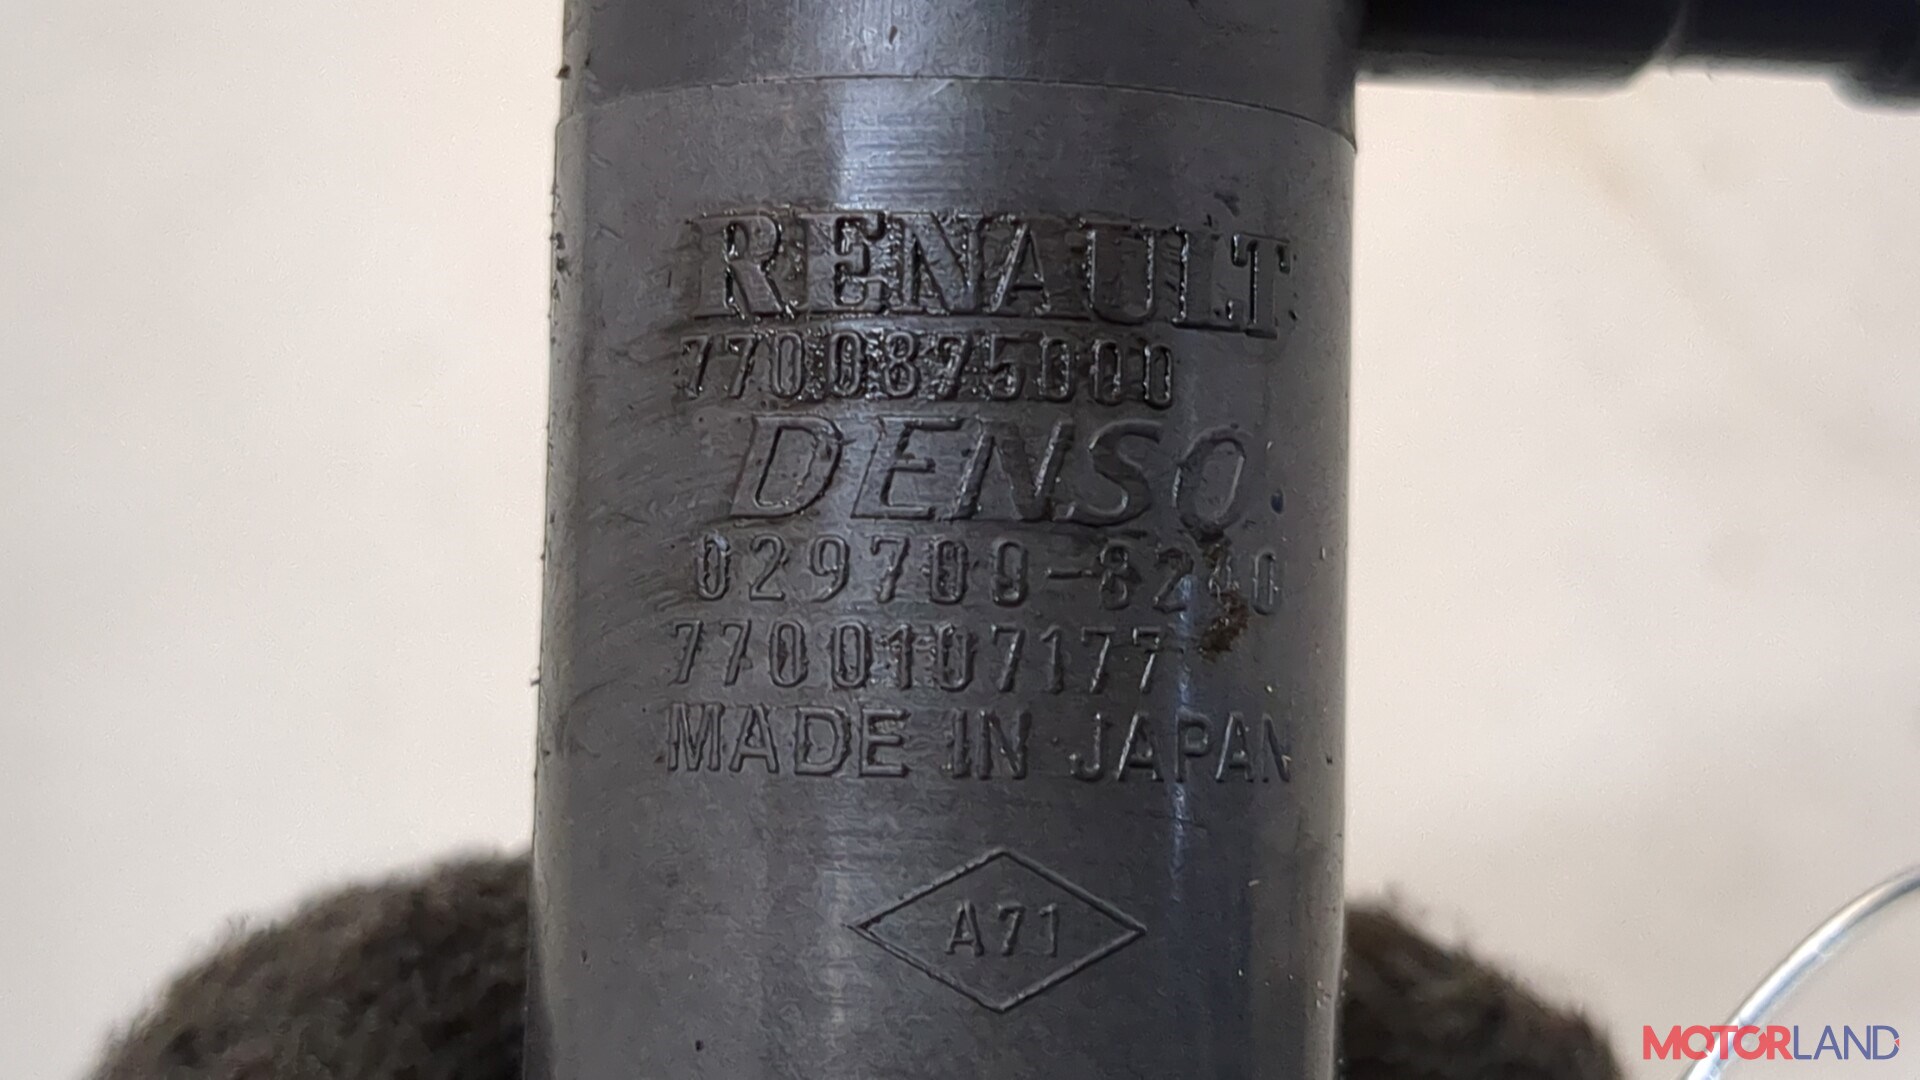 RENAULT
7700875000
DENSO
029700-8240
7700107177
MADE IN JAPAN
A71
MOTORLAND